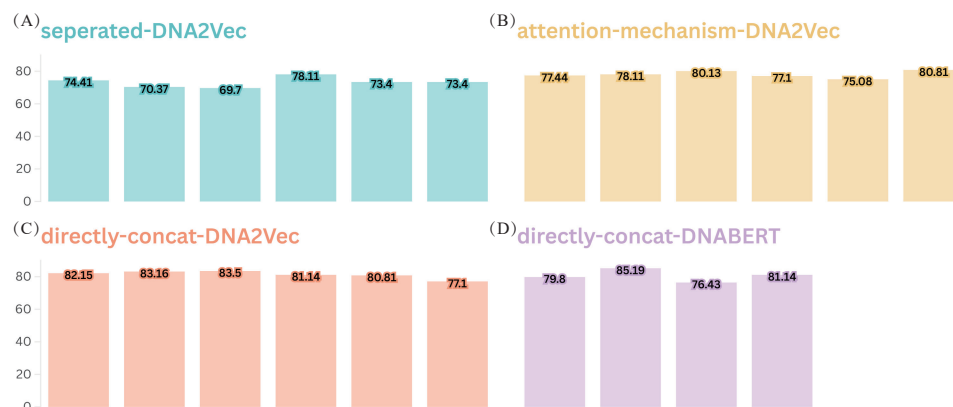 (A) seperated-DNA2Vec
(B) attention-mechanism-DNA2Vec
80
60
40
20
0
74.41 70.37 69.7 78.11 73.4 73.4
77.44 78.11 80.13 77.1 75.08 80.81
(C) directly-concat-DNA2Vec
(D) directly-concat-DNABERT
80
60
40
20
0
82.15 83.16 83.5 81.14 80.81 77.1
79.8 85.19 76.43 81.14